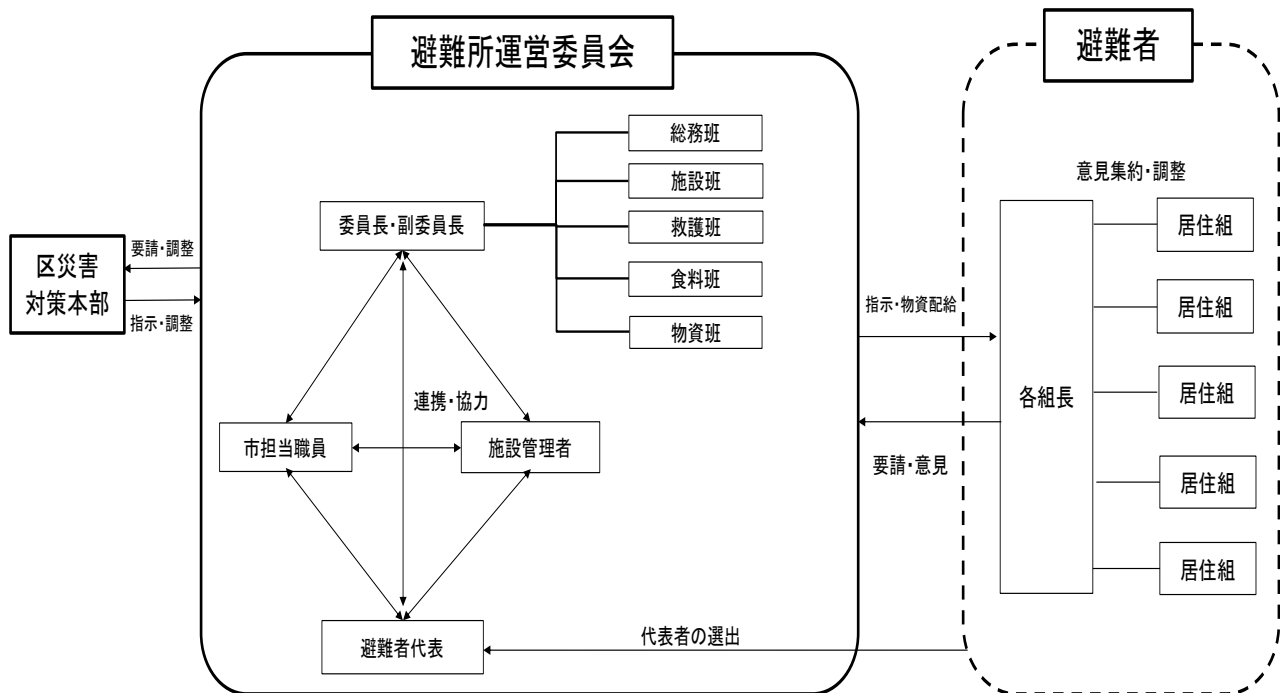 避難所運営委員会
避難者
総務班
施設班
救護班
食料班
物資班
委員長・副委員長
区災害
対策本部
要請・調整
指示・調整
連携・協力
市担当職員
施設管理者
避難者代表
代表者の選出
指示・物資配給
要請・意見
意見集約・調整
各組長
居住組
居住組
居住組
居住組
居住組